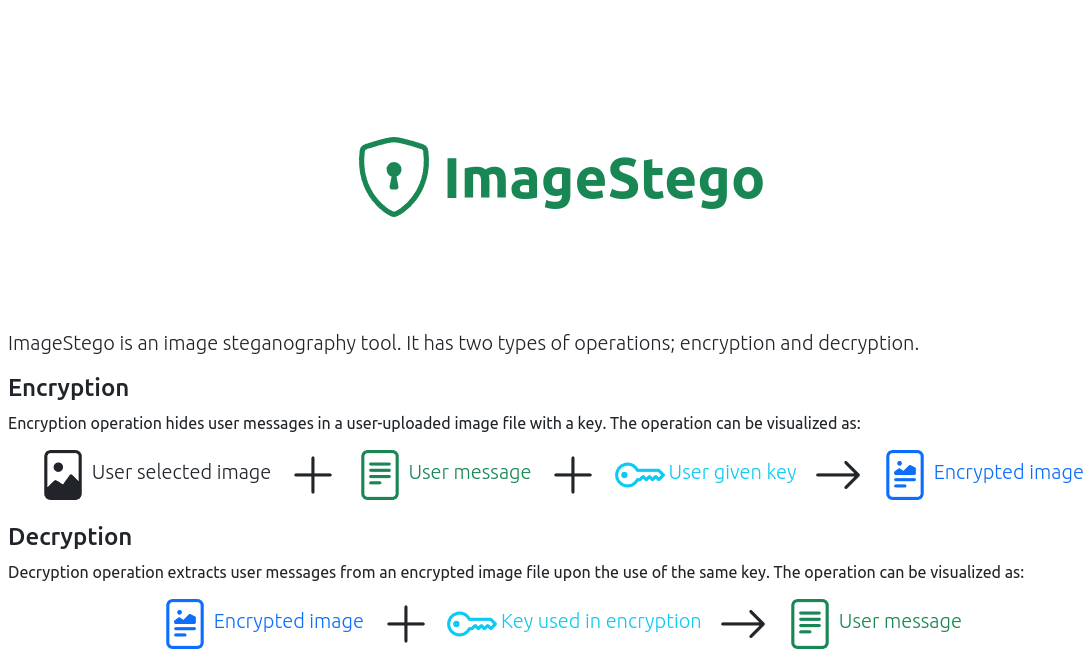 ImageStego
ImageStego is an image steganography tool. It has two types of operations; encryption and decryption.
Encryption
Encryption operation hides user messages in a user-uploaded image file with a key. The operation can be visualized as:
User selected image User message User given key Encrypted image
Decryption
Decryption operation extracts user messages from an encrypted image file upon the use of the same key. The operation can be visualized as:
Encrypted image Key used in encryption User message